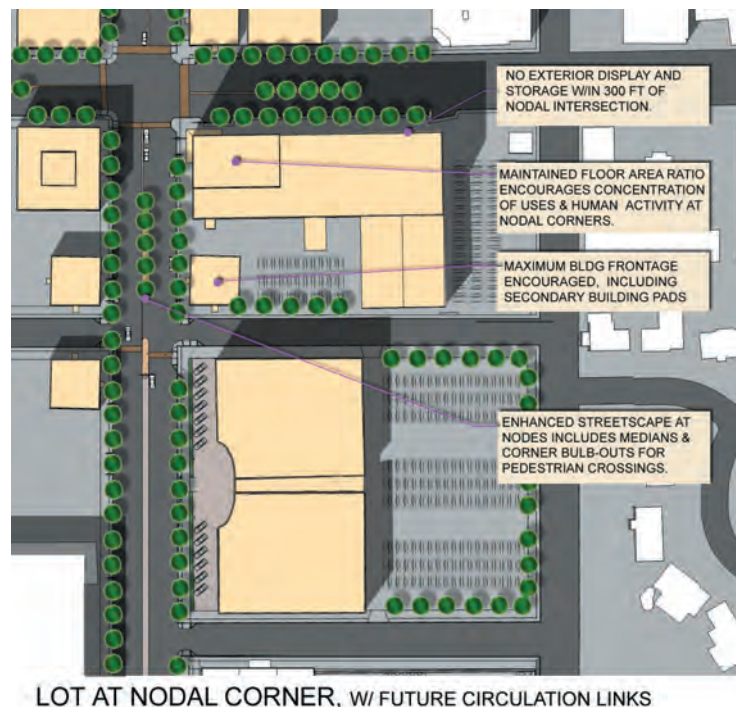 NO EXTERIOR DISPLAY AND
STORAGE W/IN 300 FT OF
NODAL INTERSECTION.
MAINTAINED FLOOR AREA RATIO
ENCOURAGES CONCENTRATION
OF USES & HUMAN ACTIVITY AT
NODAL CORNERS.
MAXIMUM BLDG FRONTAGE
ENCOURAGED, INCLUDING
SECONDARY BUILDING PADS
ENHANCED STREETSCAPE AT
NODES INCLUDES MEDIANS &
CORNER BULB-OUTS FOR
PEDESTRIAN CROSSINGS.
LOT AT NODAL CORNER, W/ FUTURE CIRCULATION LINKS